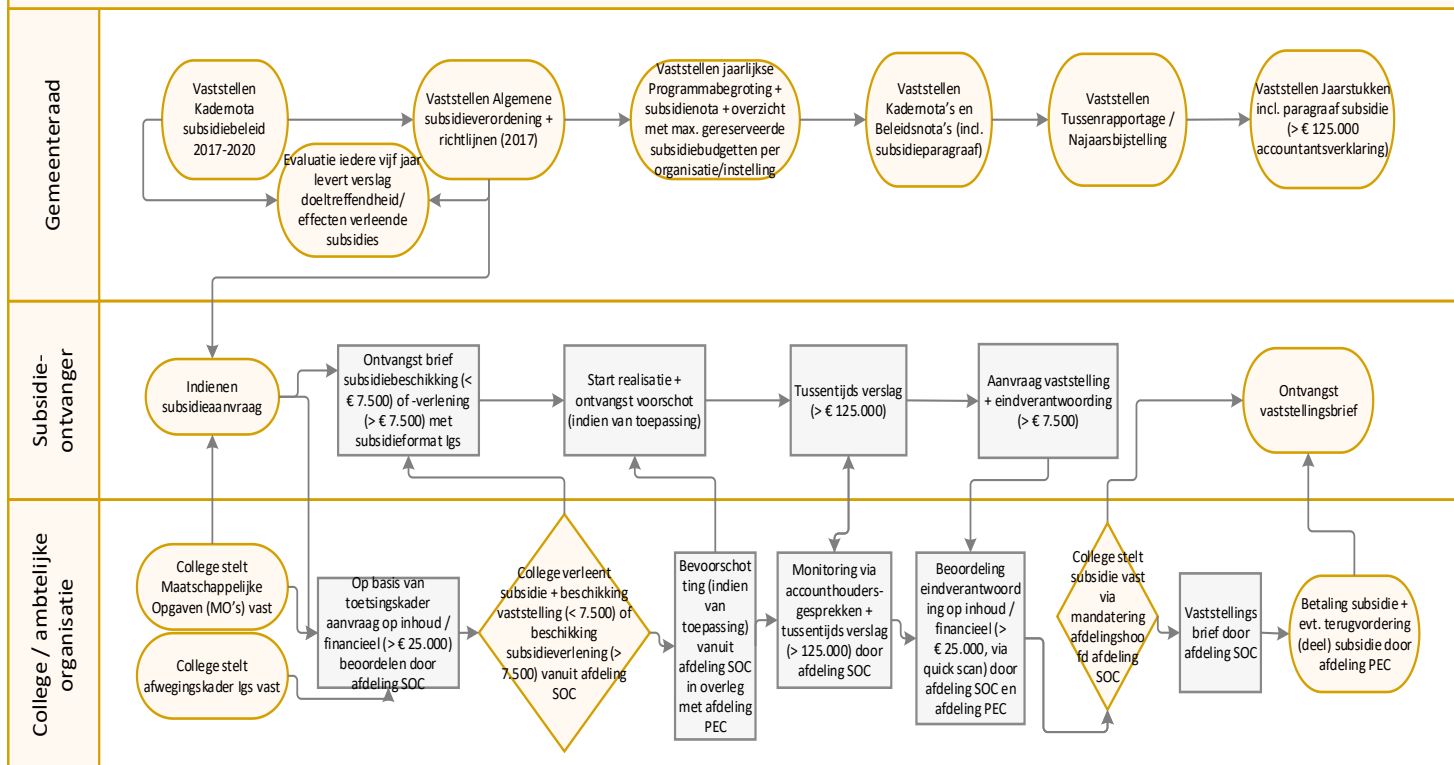 Gemeenteraad
Vaststellen
Kadernota
subsidiebeleid
2017-2020
Vaststellen Algemene
subsidieverordening +
richtlijnen (2017)
Evaluatie iedere vijf jaar
levert verslag
doeltreffendheid/
effecten verleende
subsidies
Vaststellen jaarlijkse
Programmabegroting +
subsidienota + overzicht
met max. gereserveerde
subsidiebudgetten per
organisatie/instelling
Vaststellen
Kadernota's en
Beleidsnota's (incl.
subsidieparagraaf)
Vaststellen
Tussenrapportage /
Najaarsbijstelling
Vaststellen Jaarstukken
incl. paragraaf subsidie
(> € 125.000
accountantsverklaring)
Subsidie-
ontvanger
Indienen
subsidieaanvraag
Ontvangst brief
subsidiebeschikking (<
€ 7.500) of -verlening
(> € 7.500) met
subsidieformat Igs
Start realisatie +
ontvangst voorschot
(indien van toepassing)
Tussentijds verslag
(> € 125.000)
Aanvraag vaststelling
+ eindverantwoording
(> € 7.500)
Ontvangst
vaststellingsbrief
College / ambtelijke
organisatie
College stelt
Maatschappelijke
Opgaven (MO's) vast
College stelt
afwegingskader Igs vast
Op basis van
toetsingskader
aanvraag op inhoud /
financieel (> € 25.000)
beoordelen door
afdeling SOC
College verleent
subsidie + beschikking
vaststelling (< 7.500) of
beschikking
subsidieverlening (>
7.500) vanuit afdeling
SOC
Bevoorschot
ting (indien
van
toepassing)
vanuit
afdeling SOC
in overleg
met afdeling
PEC
Monitoring via
accounthouders-
gesprekken +
tussentijds verslag
(> 125.000) door
afdeling SOC
Beoordeling
eindverantwoord
ing op inhoud /
financieel (>
€ 25.000, via
quick scan) door
afdeling SOC en
afdeling PEC
College stelt
subsidie vast
via
mandatering
afdelingshoo
fd afdeling
SOC
Vaststellings
brief door
afdeling SOC
Betaling subsidie +
evt. terugvordering
(deel) subsidie door
afdeling PEC